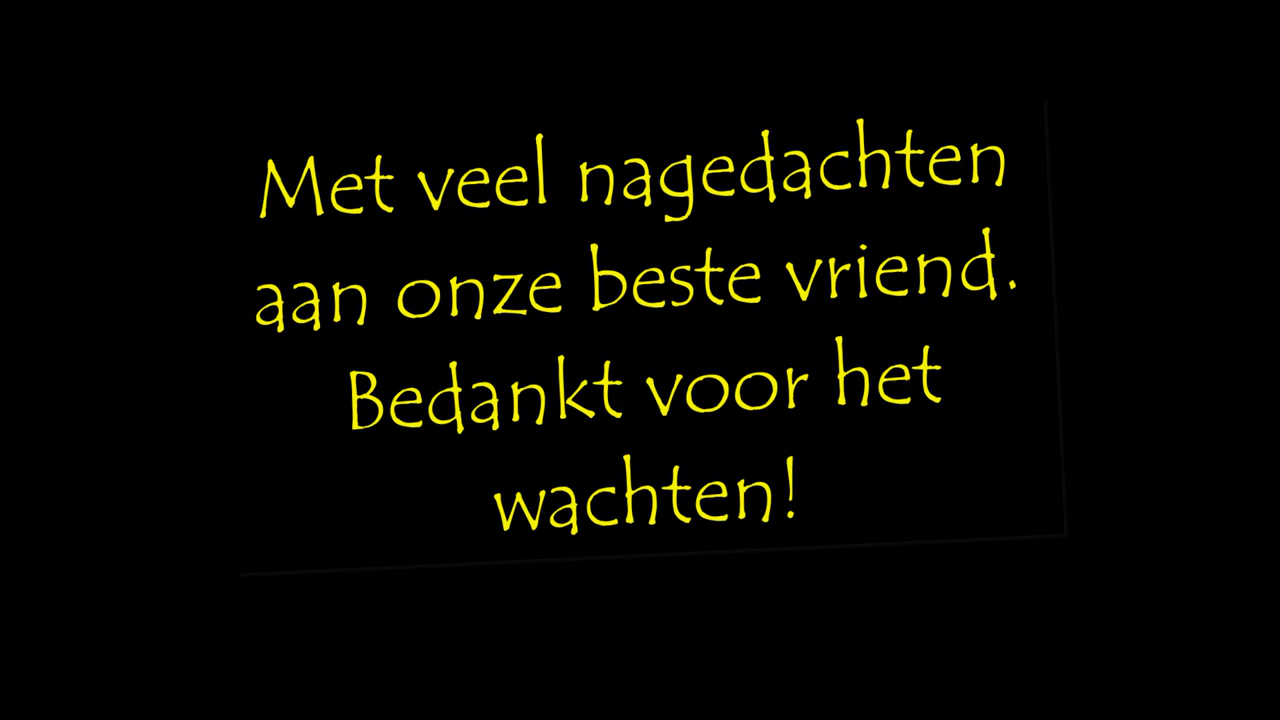 Met veel nagedachten
aan onze beste vriend.
Bedankt voor het
wachten!